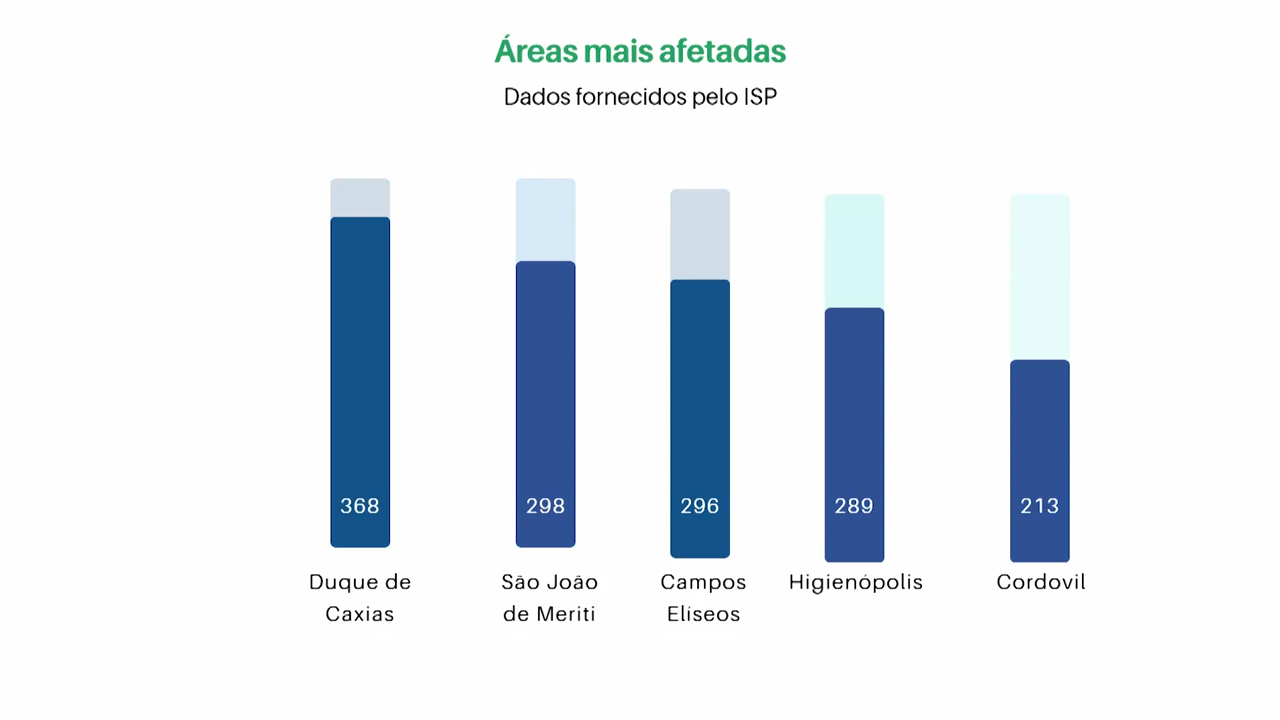 Áreas mais afetadas
Dados fornecidos pelo ISP
368
298
296
289
213
Duque de
Caxias
São João
de Meriti
Campos
Elíseos
Higienópolis
Cordovil